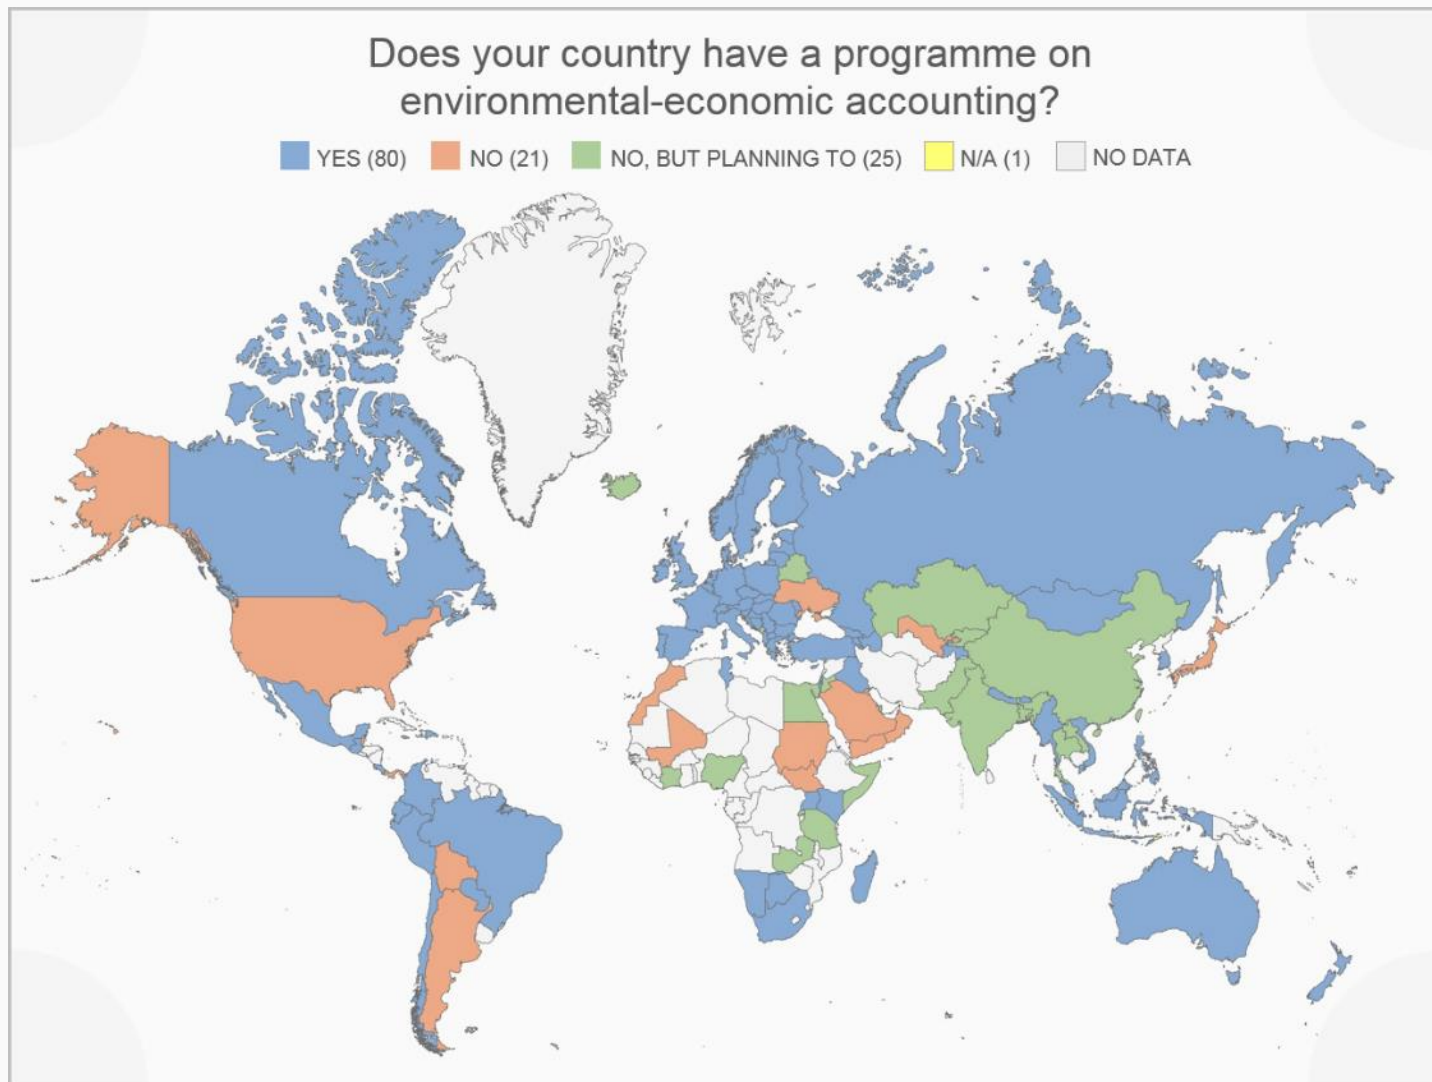 Does your country have a programme on
environmental-economic accounting?
YES (80) NO (21) NO, BUT PLANNING TO (25) N/A (1) NO DATA